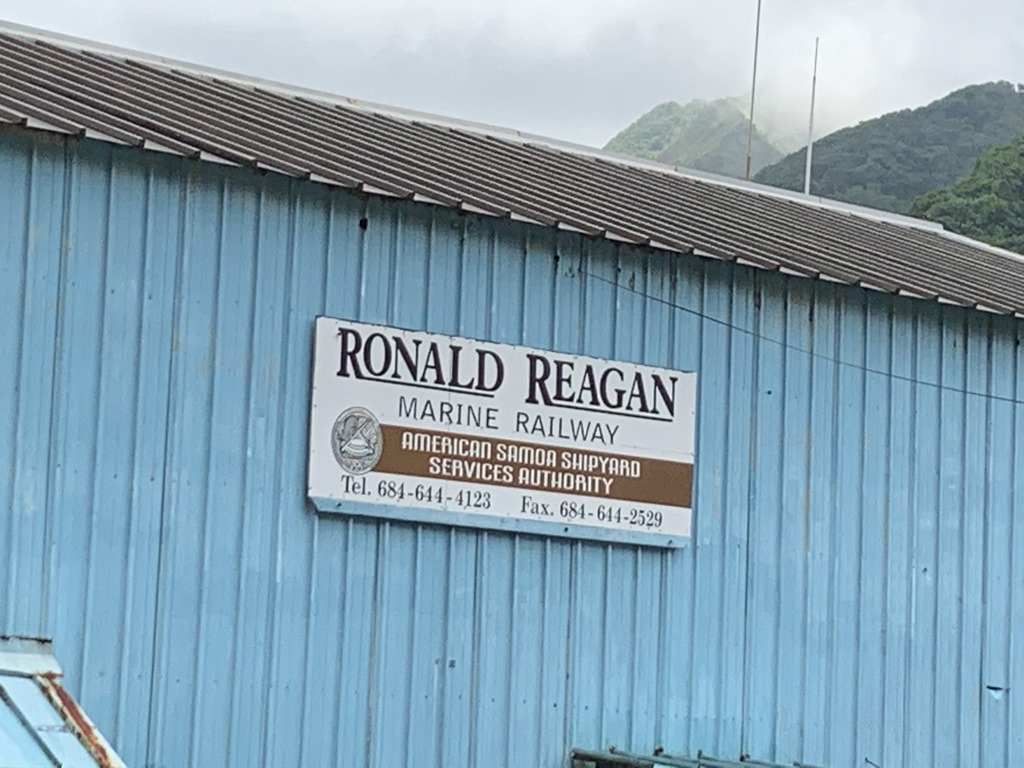 RONALD REAGAN
MARINE RAILWAY
AMERICAN SAMOA SHIPYARD
SERVICES AUTHORITY
Tel. 684-644-4123 Fax. 684-644-2529